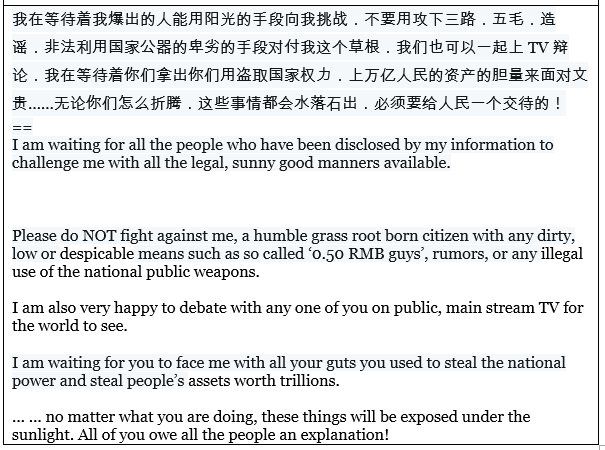 我在等待着我爆出的人能用阳光的手段向我挑战．不要用攻下三路．五毛．造
谣．非法利用国家公器的卑劣的手段对付我这个草根．我们也可以一起上 TV 辩
论．我在等待着你们拿出你们用盗取国家权力．上万亿人民的资产的胆量来面对文
贵……无论你们怎么折腾．这些事情都会水落石出．必须要给人民一个交待的！
==
I am waiting for all the people who have been disclosed by my information to
challenge me with all the legal, sunny good manners available.
Please do NOT fight against me, a humble grass root born citizen with any dirty,
low or despicable means such as so called ‘0.50 RMB guys’, rumors, or any illegal
use of the national public weapons.
I am also very happy to debate with any one of you on public, main stream TV for
the world to see.
I am waiting for you to face me with all your guts you used to steal the national
power and steal people’s assets worth trillions.
... ... no matter what you are doing, these things will be exposed under the
sunlight. All of you owe all the people an explanation!